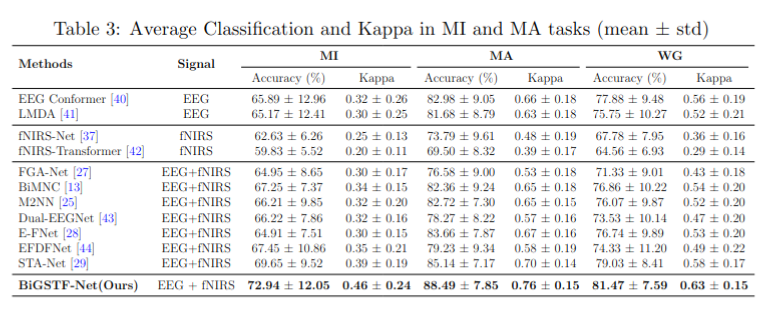 Table 3: Average Classification and Kappa in MI and MA tasks (mean ± std)
Methods Signal MI MA WG
Accuracy (%) Kappa Accuracy (%) Kappa Accuracy (%) Kappa
EEG Conformer [40] EEG 65.89 ± 12.96 0.32 ± 0.26 82.98 ± 9.05 0.66 ± 0.18 77.88 ± 9.48 0.56 ± 0.19
LMDA [41] EEG 65.17 ± 12.41 0.30 ± 0.25 81.68 ± 8.79 0.63 ± 0.18 75.75 ± 10.27 0.52 ± 0.21
fNIRS-Net [37] fNIRS 62.63 ± 6.26 0.25 ± 0.13 73.79 ± 9.61 0.48 ± 0.19 67.78 ± 7.95 0.36 ± 0.16
fNIRS-Transformer [42] fNIRS 59.83 ± 5.52 0.20 ± 0.11 69.50 ± 8.32 0.39 ± 0.17 64.56 ± 6.93 0.29 ± 0.14
FGA-Net [27] EEG+fNIRS 64.95 ± 8.65 0.30 ± 0.17 76.58 ± 9.00 0.53 ± 0.18 71.33 ± 9.01 0.43 ± 0.18
BiMNC [13] EEG+fNIRS 67.25 ± 7.37 0.34 ± 0.15 82.36 ± 9.24 0.65 ± 0.18 76.86 ± 10.22 0.54 ± 0.20
M2NN [25] EEG+fNIRS 66.21 ± 9.85 0.32 ± 0.20 82.72 ± 7.30 0.65 ± 0.15 76.07 ± 9.87 0.52 ± 0.20
Dual-EEGNet [43] EEG+fNIRS 66.22 ± 7.86 0.32 ± 0.16 78.27 ± 8.22 0.57 ± 0.16 73.53 ± 10.14 0.47 ± 0.20
E-FNet [28] EEG+fNIRS 64.91 ± 7.51 0.30 ± 0.15 83.66 ± 7.87 0.67 ± 0.16 76.74 ± 9.89 0.53 ± 0.20
EFDFNet [44] EEG+fNIRS 67.45 ± 10.86 0.35 ± 0.21 79.23 ± 9.34 0.58 ± 0.19 74.33 ± 11.20 0.49 ± 0.22
STA-Net [29] EEG+fNIRS 69.65 ± 9.52 0.39 ± 0.19 85.14 ± 7.17 0.70 ± 0.14 79.03 ± 8.41 0.58 ± 0.17
BiGSTF-Net(Ours) EEG + fNIRS 72.94 ± 12.05 0.46 ± 0.24 88.49 ± 7.85 0.76 ± 0.15 81.47 ± 7.59 0.63 ± 0.15